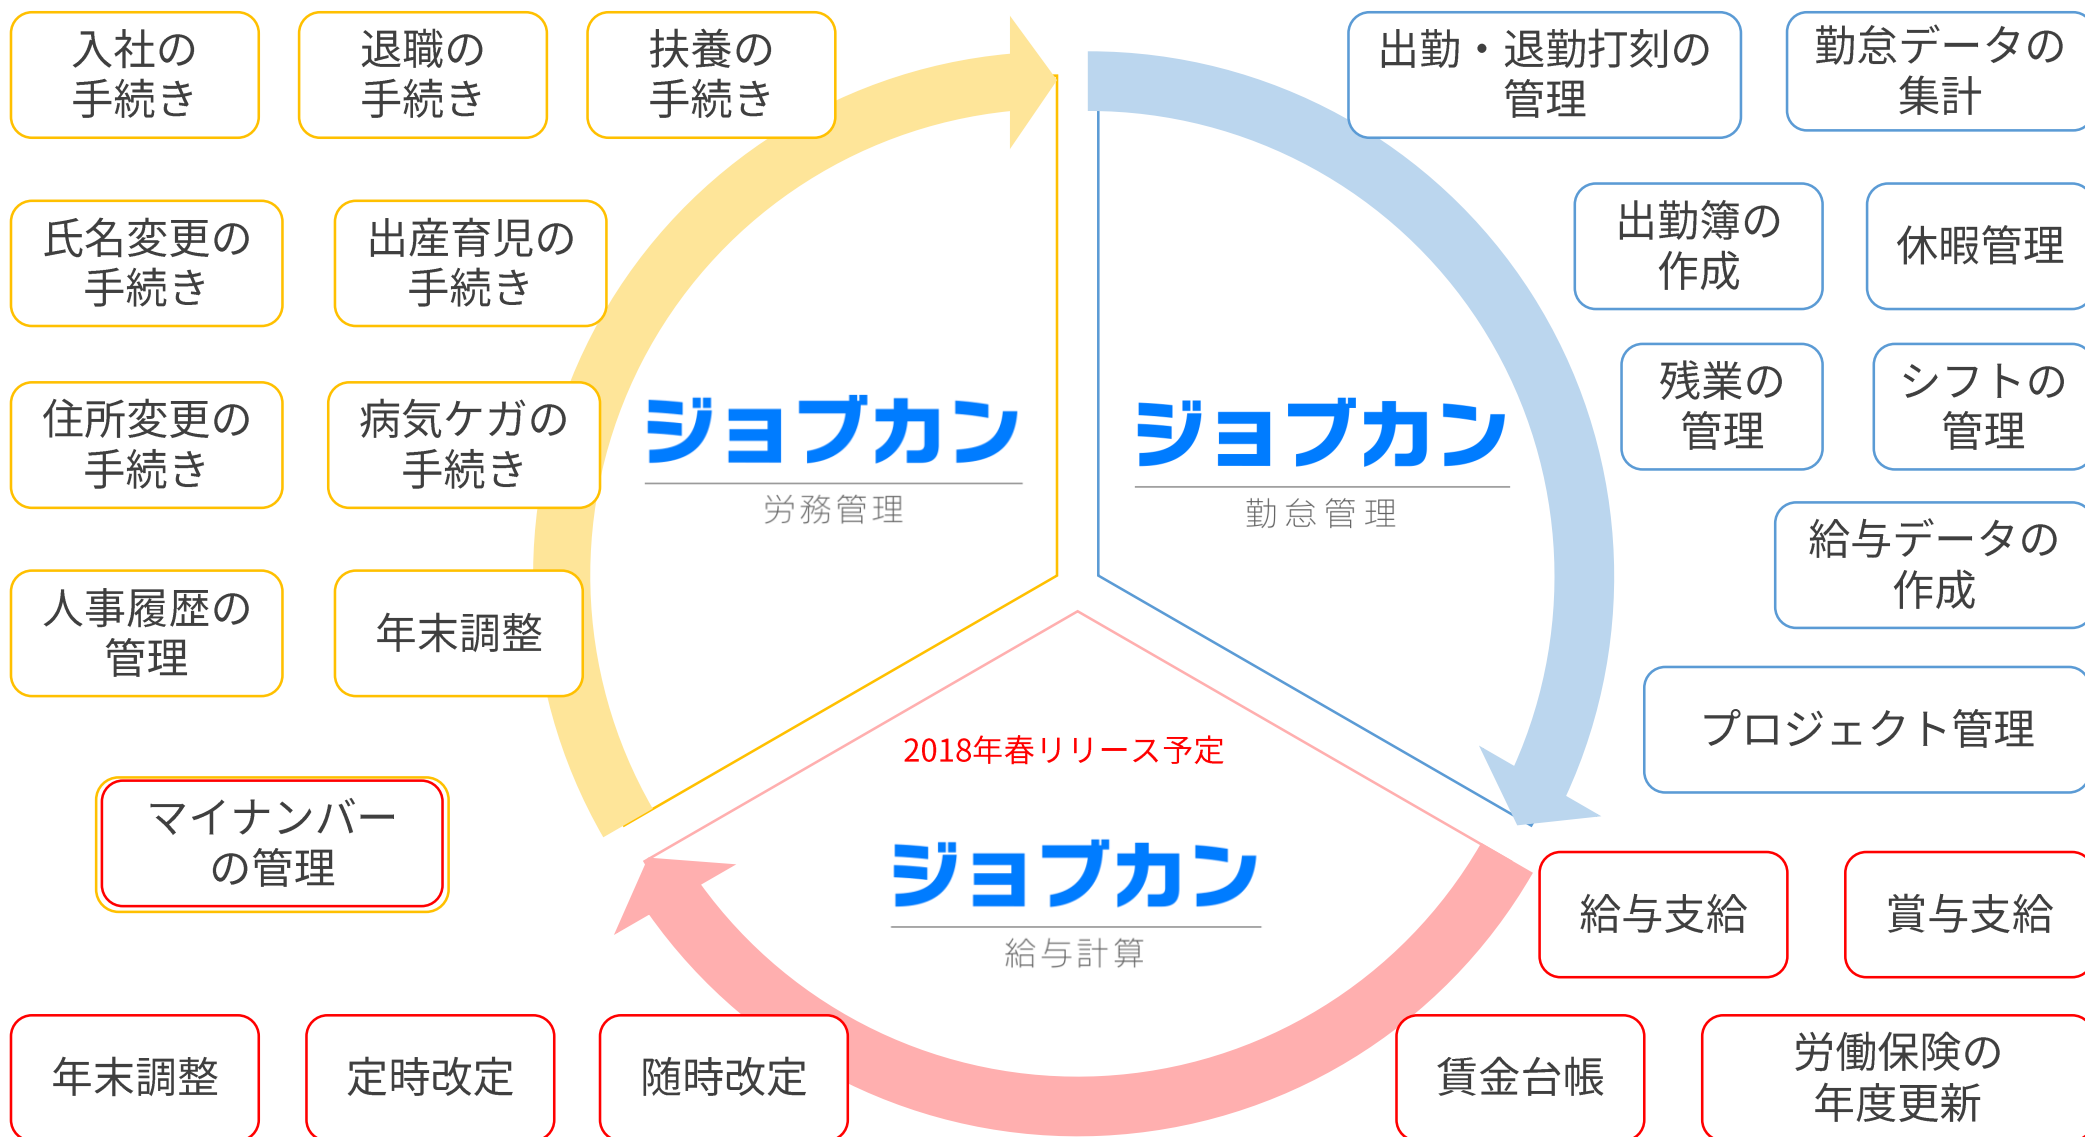 入社の
手続き
退職の
手続き
扶養の
手続き
出勤・退勤打刻の
管理
勤怠データの
集計
氏名変更の
手続き
出産育児の
手続き
出勤簿の
作成
休暇管理
住所変更の
手続き
病気ケガの
手続き
ジョブカン
労務管理
ジョブカン
勤怠管理
残業の
管理
シフトの
管理
給与データの
作成
人事履歴の
管理
年末調整
プロジェクト管理
2018年春リリース予定
ジョブカン
給与計算
マイナンバー
の管理
給与支給
賞与支給
年末調整
定時改定
随時改定
賃金台帳
労働保険の
年度更新